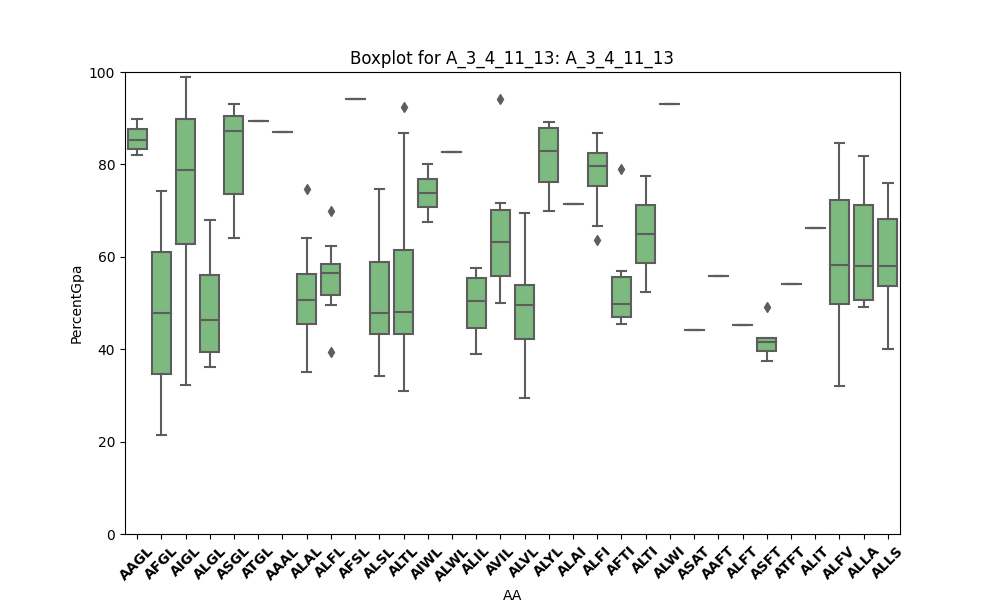 Boxplot for A_3_4_11_13: A_3_4_11_13
PercentGpa
100
80
60
40
20
0
AAGL AFGL AIGL ALGL ASGL ATGL AAAL ALAL ALFL AFSL ALSL ALTL AIWL ALWL ALIL AVIL ALVL ALYL ALAI ALFI AFTI ALTI ALWI ASAT AAFT ALFT ASFT ATFT ALIT ALFV ALLA ALLS
AA